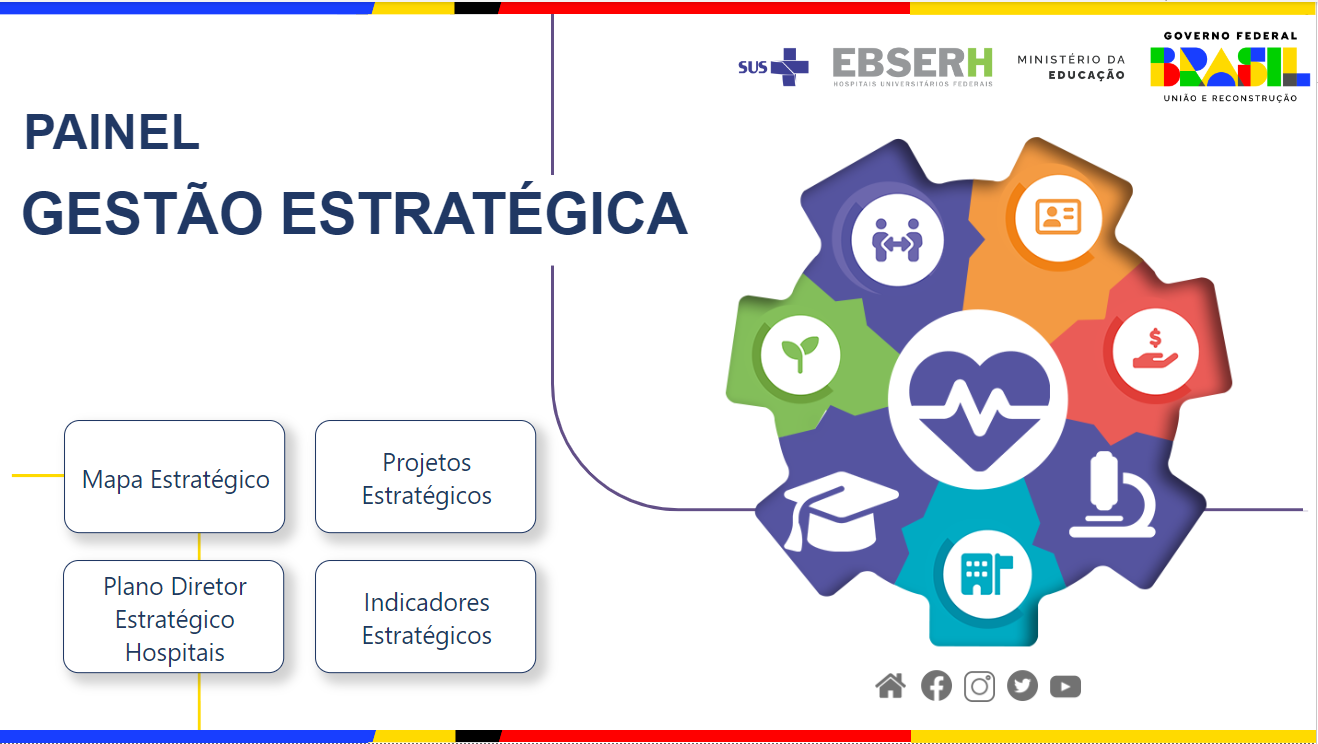 SUS
EBSERH
HOSPITAIS UNIVERSITÁRIOS FEDERAIS
MINISTÉRIO DA
EDUCAÇÃO
GOVERNO FEDERAL
BRASIL
UNIÃO E RECONSTRUÇÃO
PAINEL
GESTÃO ESTRATÉGICA
$
Mapa Estratégico
Projetos
Estratégicos
Plano Diretor
Estratégico
Hospitais
Indicadores
Estratégicos